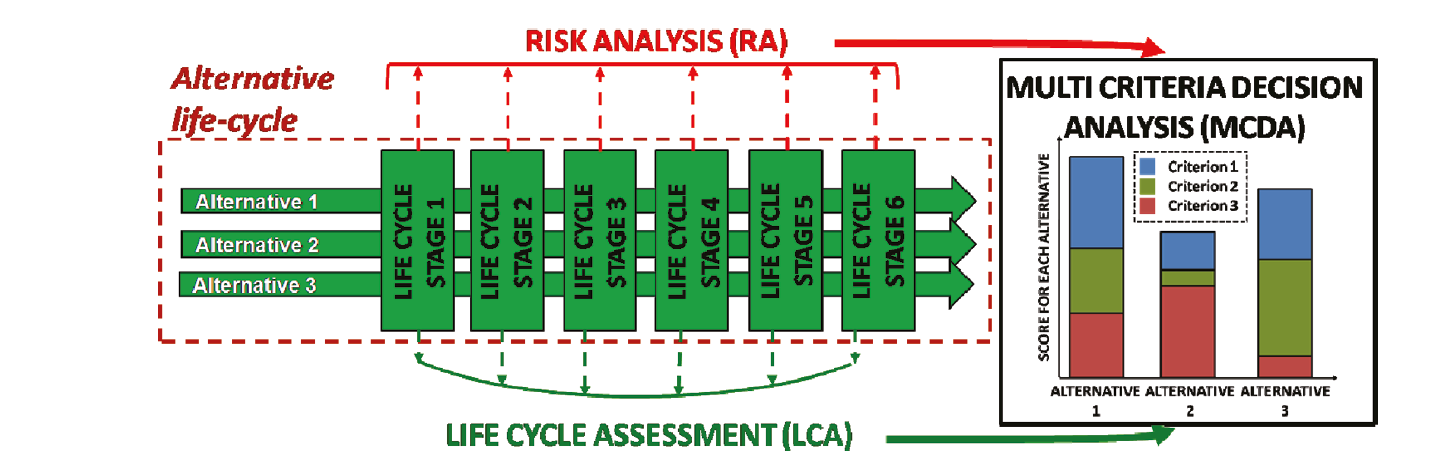 RISK ANALYSIS (RA)
Alternative
life-cycle
Alternative 1
Alternative 2
Alternative 3
LIFE CYCLE
STAGE 1
LIFE CYCLE
STAGE 2
LIFE CYCLE
STAGE 3
LIFE CYCLE
STAGE 4
LIFE CYCLE
STAGE 5
LIFE CYCLE
STAGE 6
LIFE CYCLE ASSESSMENT (LCA)
MULTI CRITERIA DECISION
ANALYSIS (MCDA)
SCORE FOR EACH ALTERNATIVE
Criterion 1
Criterion 2
Criterion 3
ALTERNATIVE
1
ALTERNATIVE
2
ALTERNATIVE
3